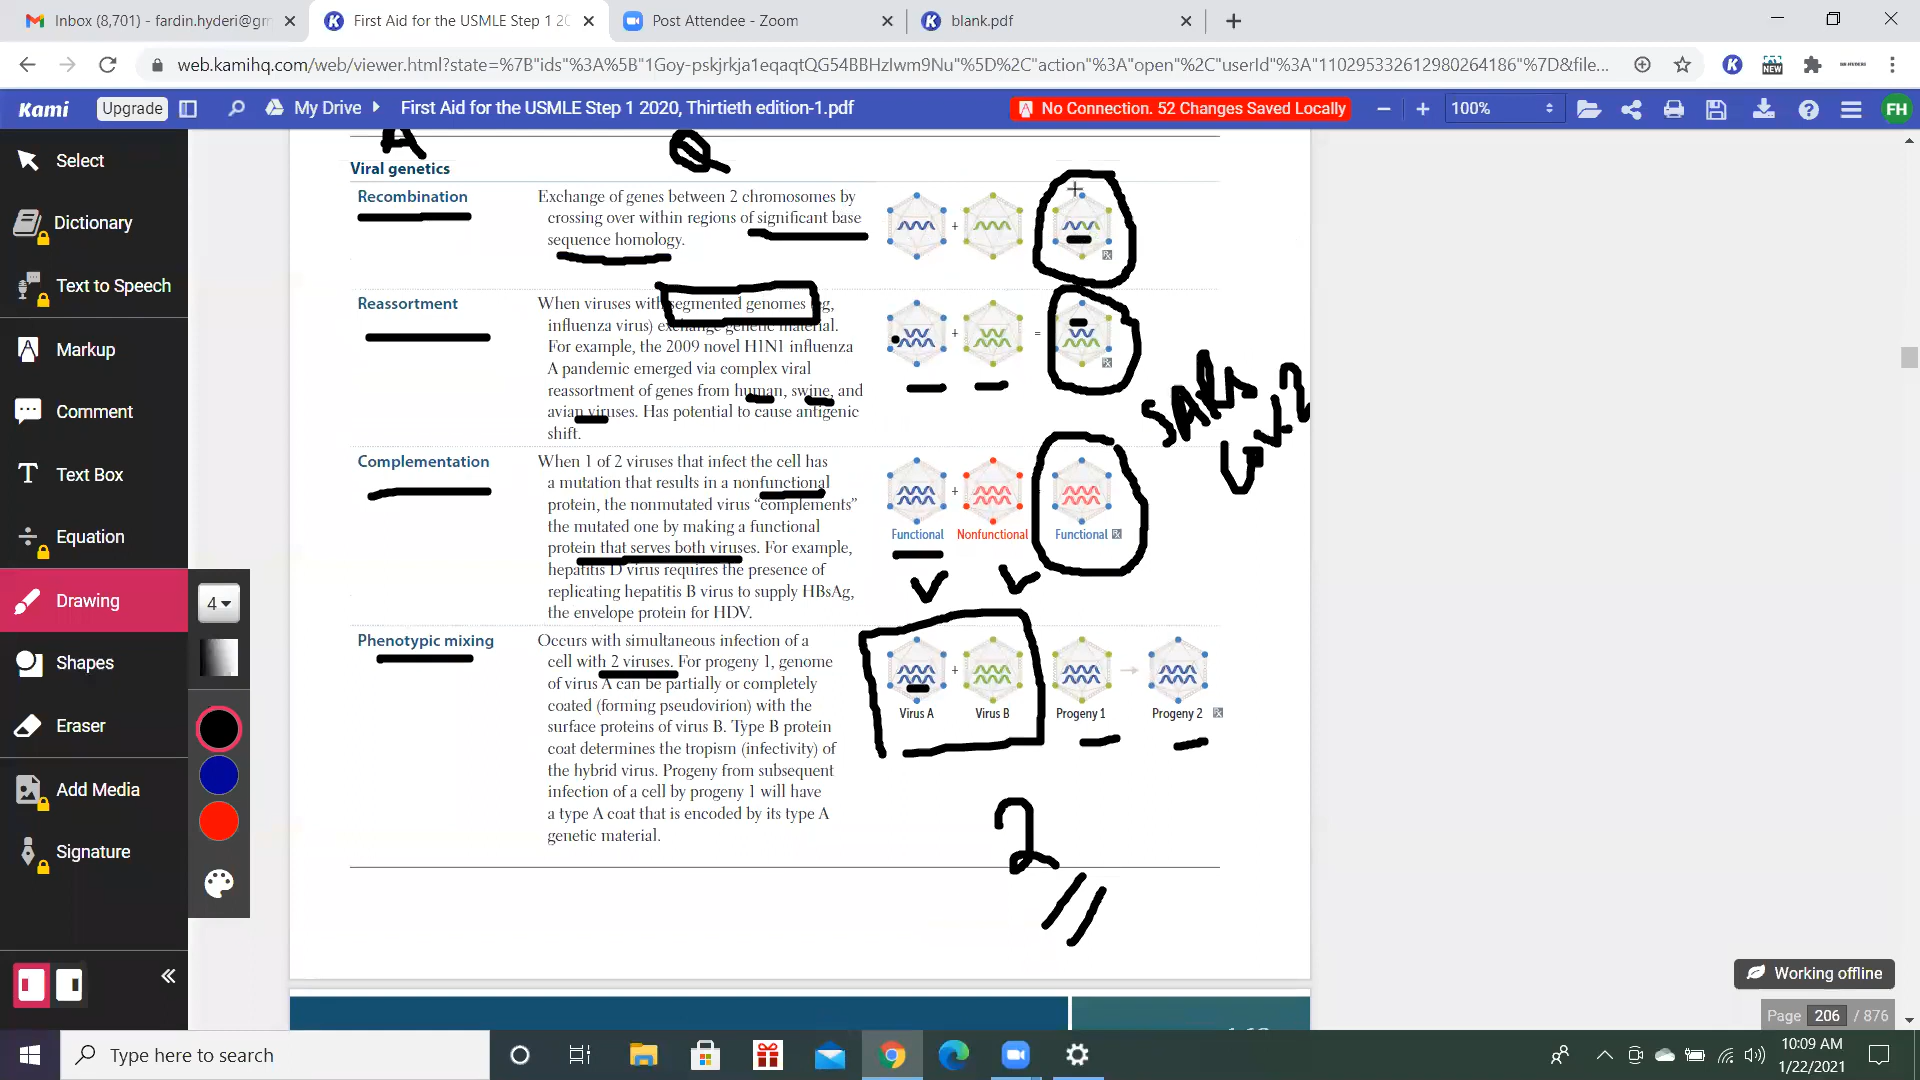 Inbox (8,701) - fardin.hyderi@gm
First Aid for the USMLE Step 1 20
Post Attendee - Zoom
blank.pdf
web.kamihq.com/web/viewer.html?state=%7B"ids"%3A%5B"1Goy-pskjrkja1eqaqtQG54BBHzIwm9Nu"%5D%2C"action"%3A"open"%2C"userId"%3A"110295332612980264186"%7D&file...
NEW
Kami
Upgrade
My Drive
First Aid for the USMLE Step 1 2020, Thirtieth edition-1.pdf
No Connection. 52 Changes Saved Locally
100%
FH
Select
Dictionary
Text to Speech
Markup
Comment
Text Box
Equation
Drawing
Shapes
Eraser
Add Media
Signature
4
A
Viral genetics
Recombination
Exchange of genes between 2 chromosomes by
crossing over within regions of significant base
sequence homology.
+
Reassortment
When viruses with segmented genomes (eg,
influenza virus) exchange genetic material.
For example, the 2009 novel H1N1 influenza
A pandemic emerged via complex viral
reassortment of genes from human, swine, and
avian viruses. Has potential to cause antigenic
shift.
+ =
SARS
Cov2
Complementation
When 1 of 2 viruses that infect the cell has
a mutation that results in a nonfunctional
protein, the nonmutated virus “complements”
the mutated one by making a functional
protein that serves both viruses. For example,
hepatitis D virus requires the presence of
replicating hepatitis B virus to supply HBsAg,
the envelope protein for HDV.
+
Functional Nonfunctional Functional
Phenotypic mixing
Occurs with simultaneous infection of a
cell with 2 viruses. For progeny 1, genome
of virus A can be partially or completely
coated (forming pseudovirion) with the
surface proteins of virus B. Type B protein
coat determines the tropism (infectivity) of
the hybrid virus. Progeny from subsequent
infection of a cell by progeny 1 will have
a type A coat that is encoded by its type A
genetic material.
+
Virus A Virus B Progeny 1 Progeny 2
2
Working offline
Page 206 / 876
Type here to search
10:09 AM
1/22/2021